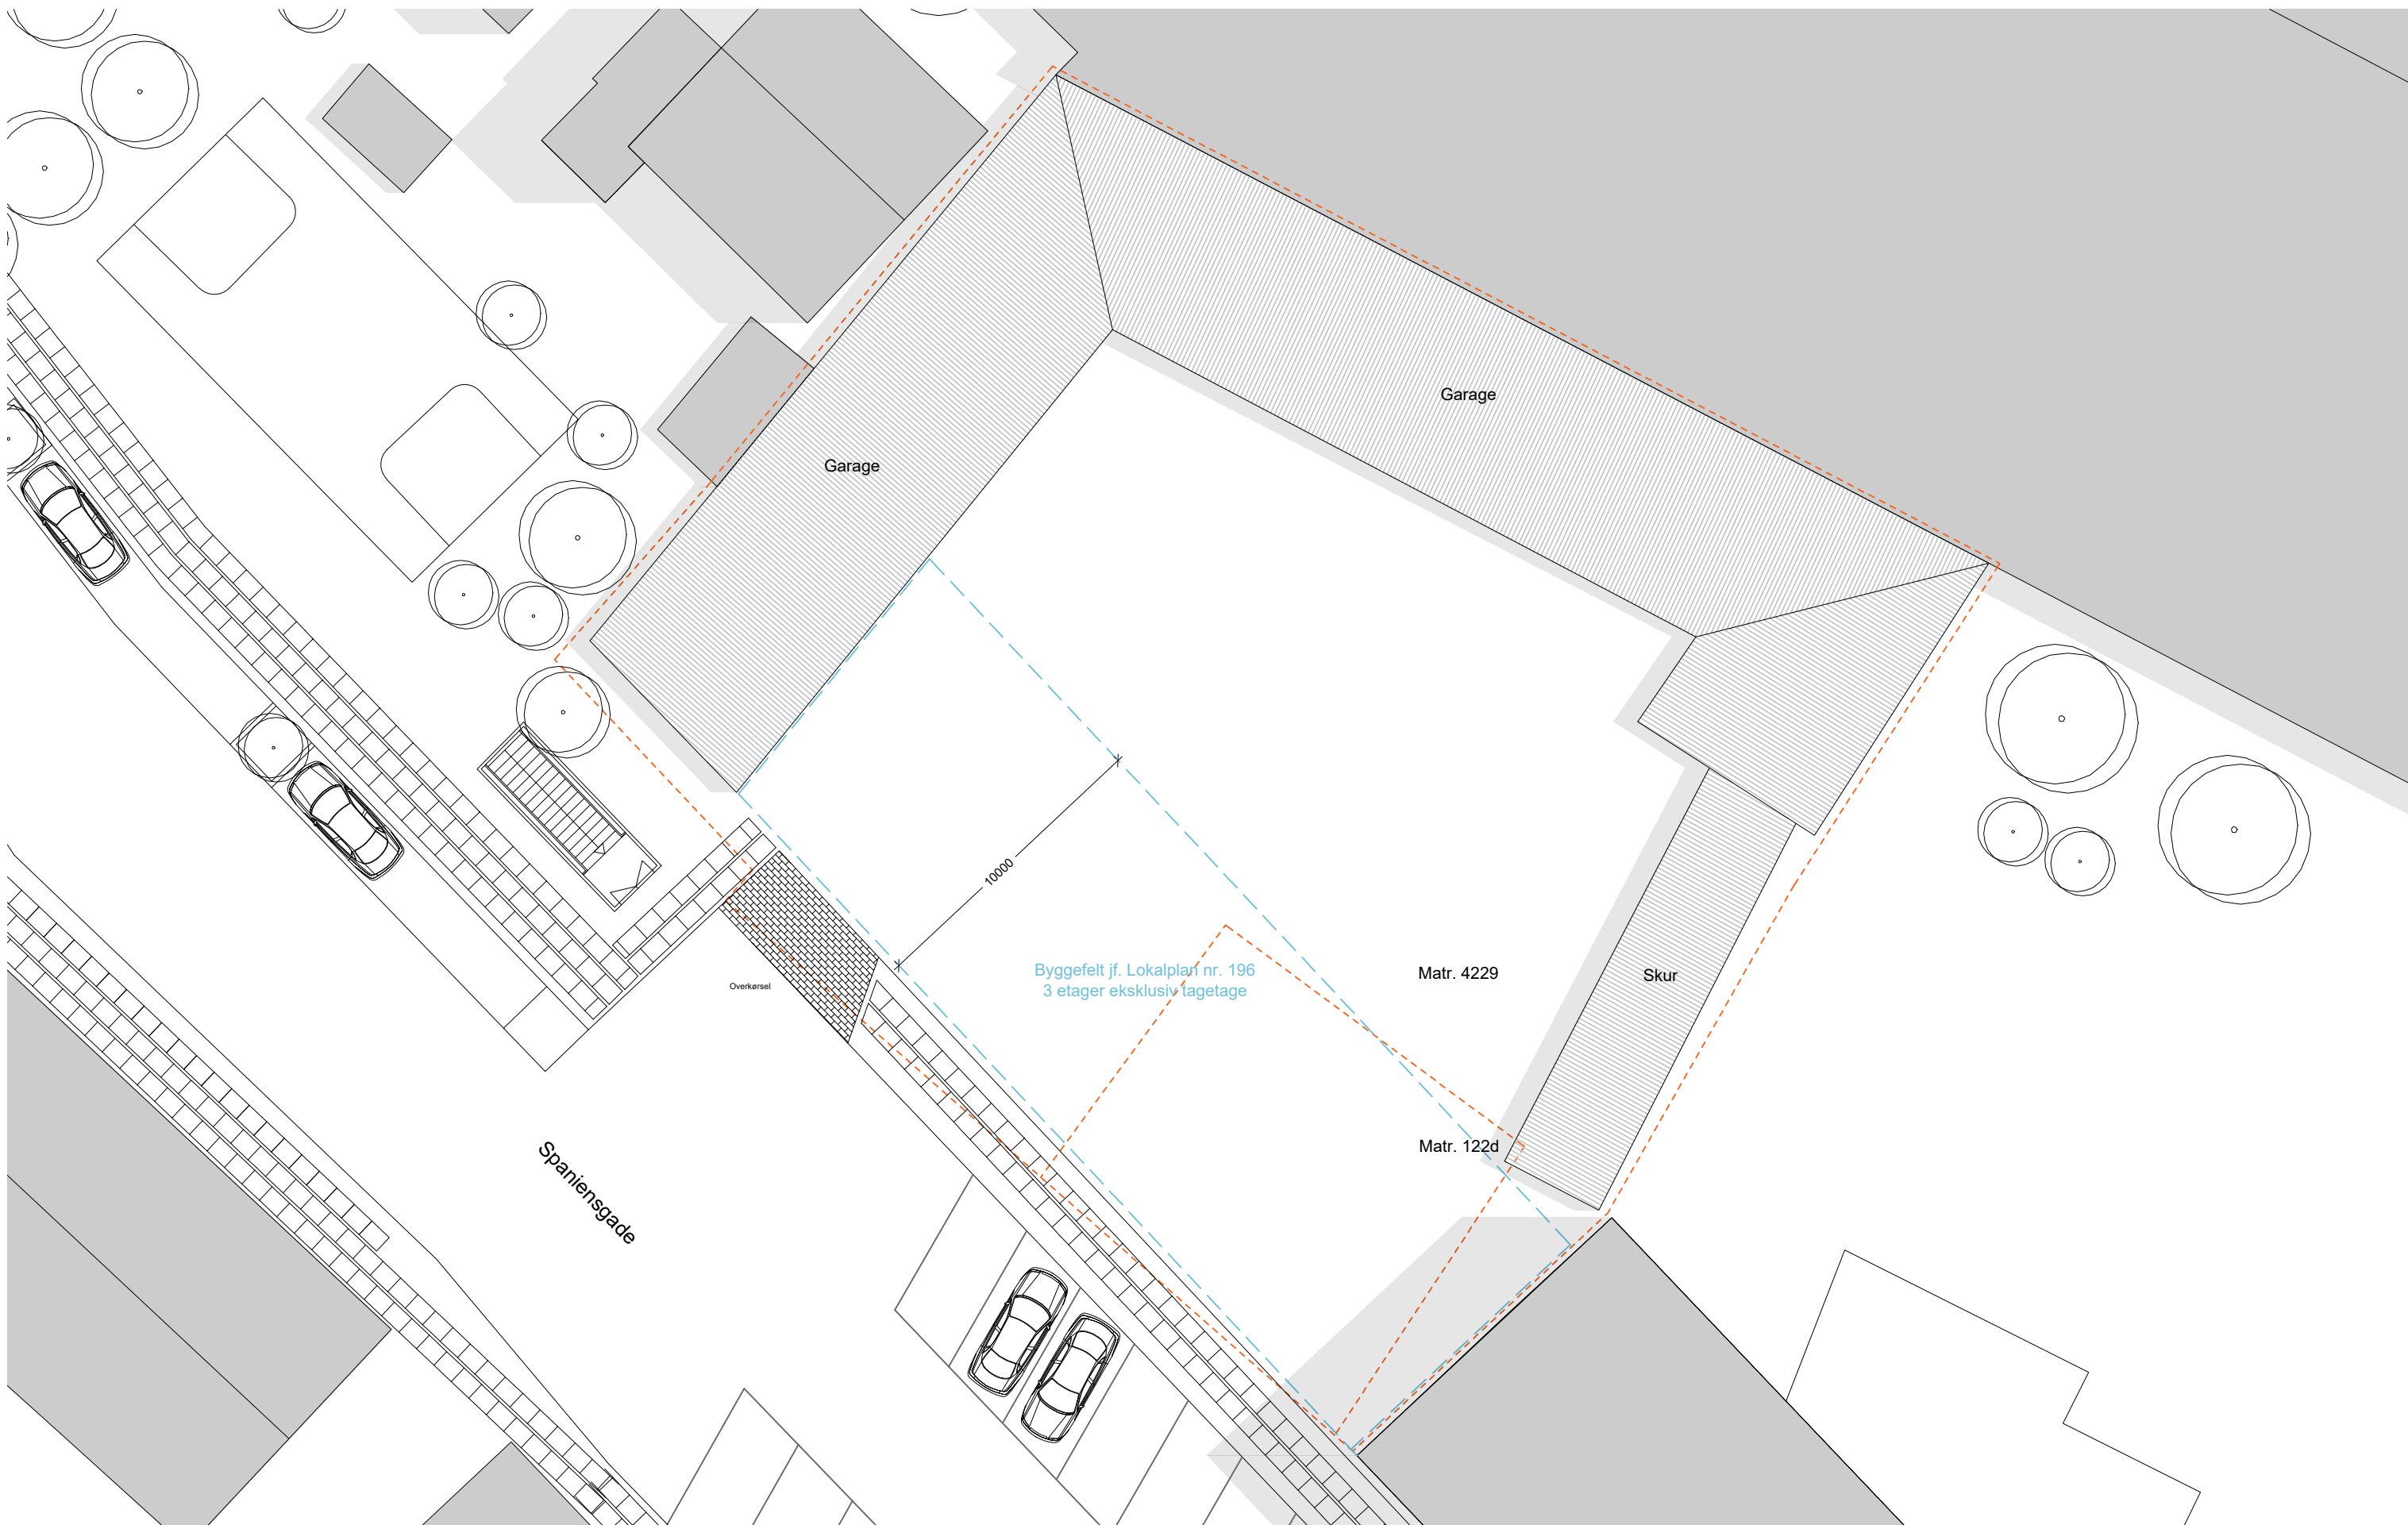 Garage
Garage
10000
Byggefelt jf. Lokalplan nr. 196
3 etager eksklusiv tagetage
Matr. 4229
Skur
Overkørsel
Matr. 122d
Spaniensgade